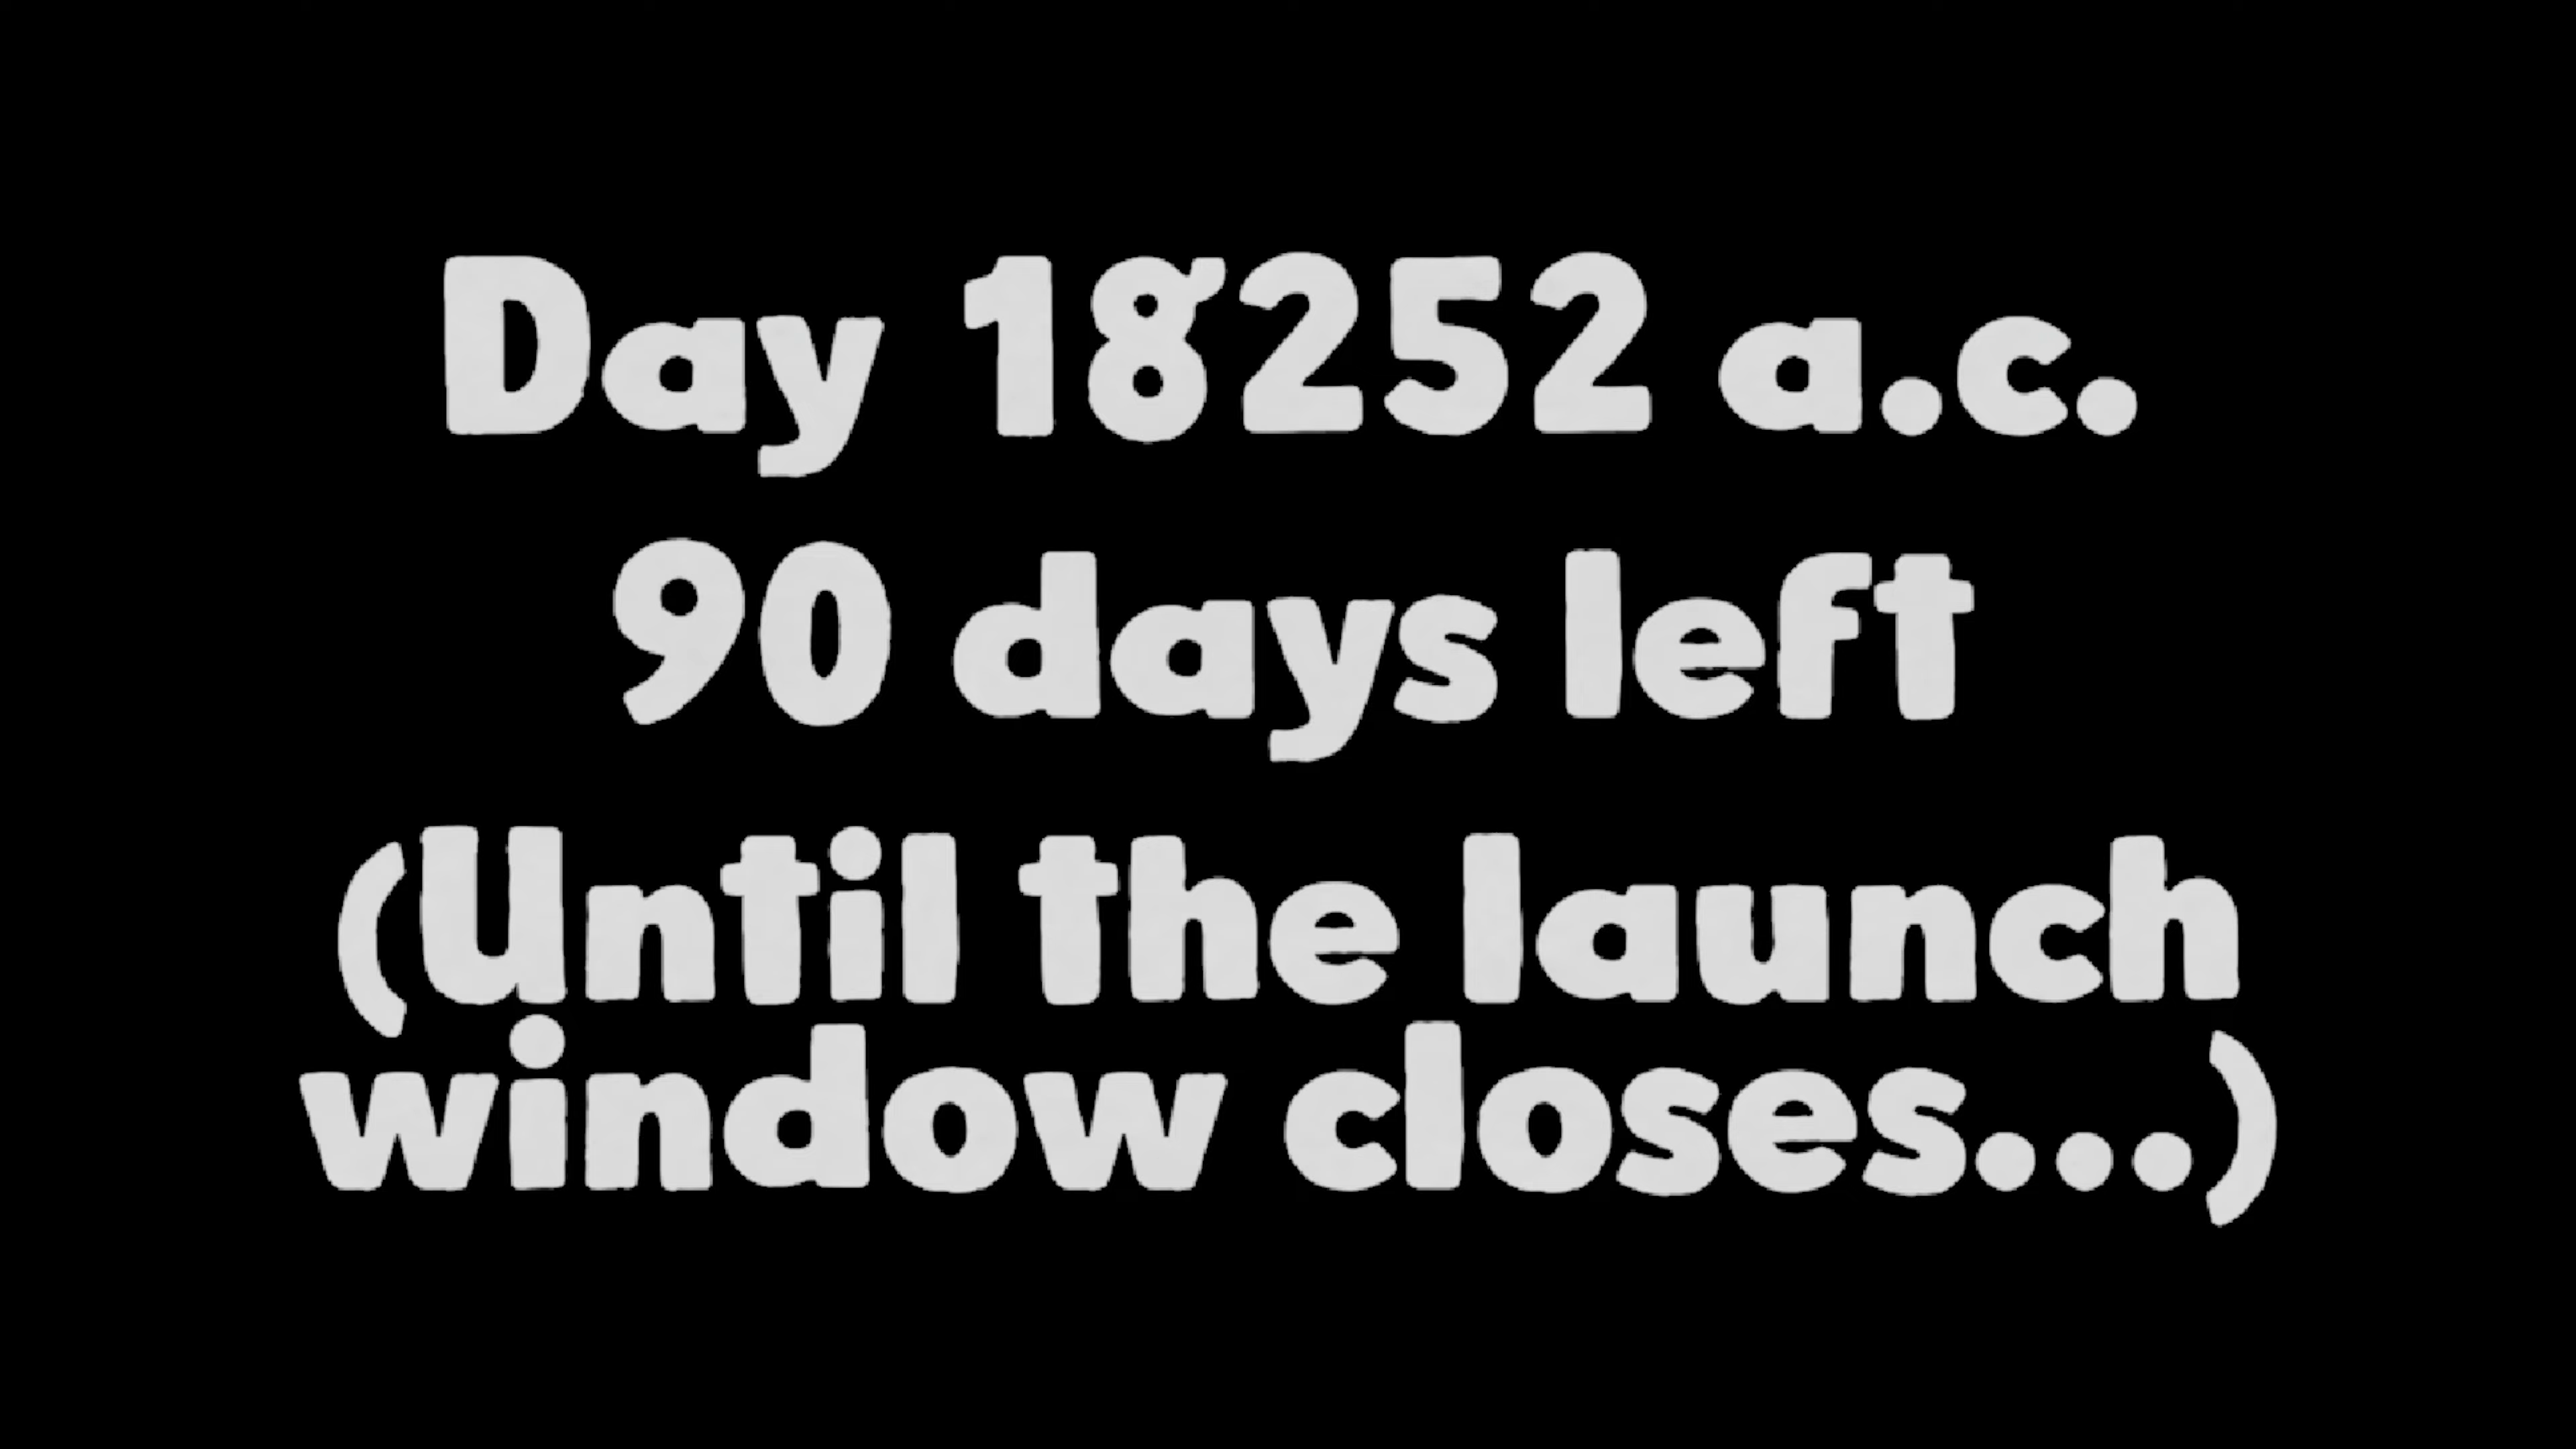 Day 18252 a.c.
90 days left
(Until the launch
window closes...)